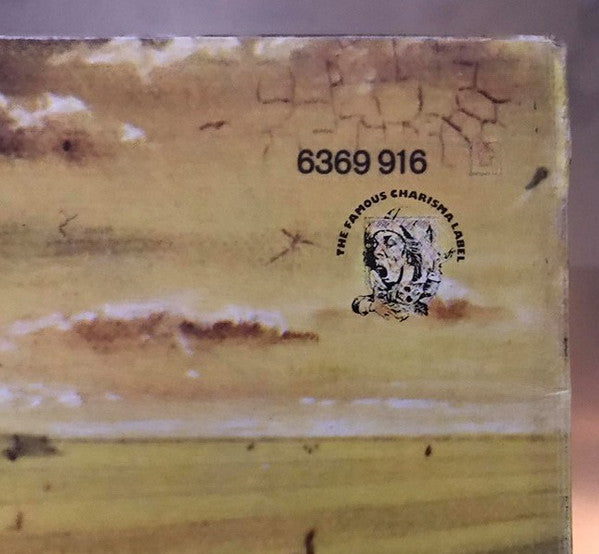 6369 916
THE FAMOUS CHARISMA LABEL